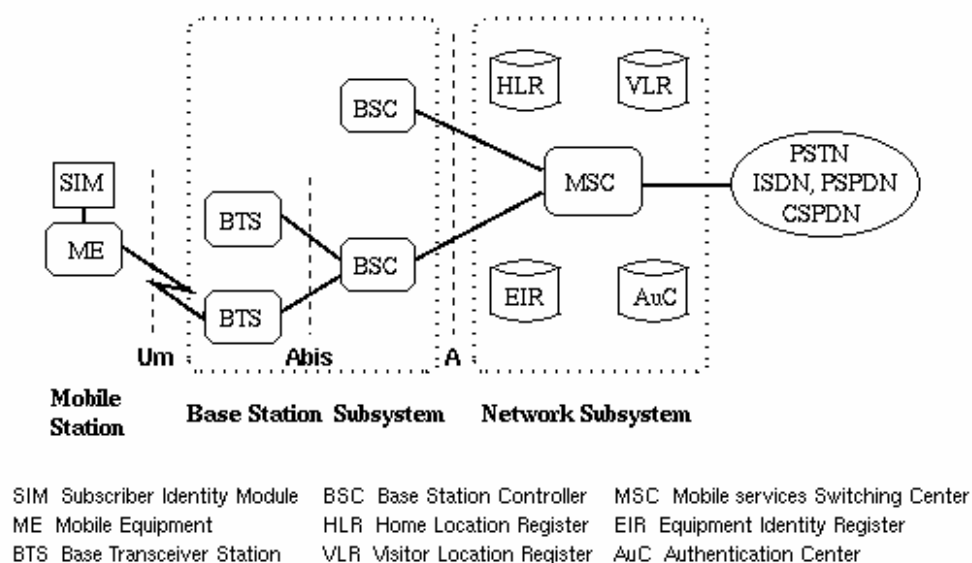 HLR
VLR
BSC
PSTN
ISDN, PSPDN
CSPDN
MSC
SIM
BTS
ME
BSC
EIR
AuC
BTS
Um
Abis
A
Mobile
Station
Base Station Subsystem
Network Subsystem
SIM Subscriber Identity Module
BSC Base Station Controller
MSC Mobile services Switching Center
ME Mobile Equipment
HLR Home Location Register
EIR Equipment Identity Register
BTS Base Transceiver Station
VLR Visitor Location Register
AuC Authentication Center